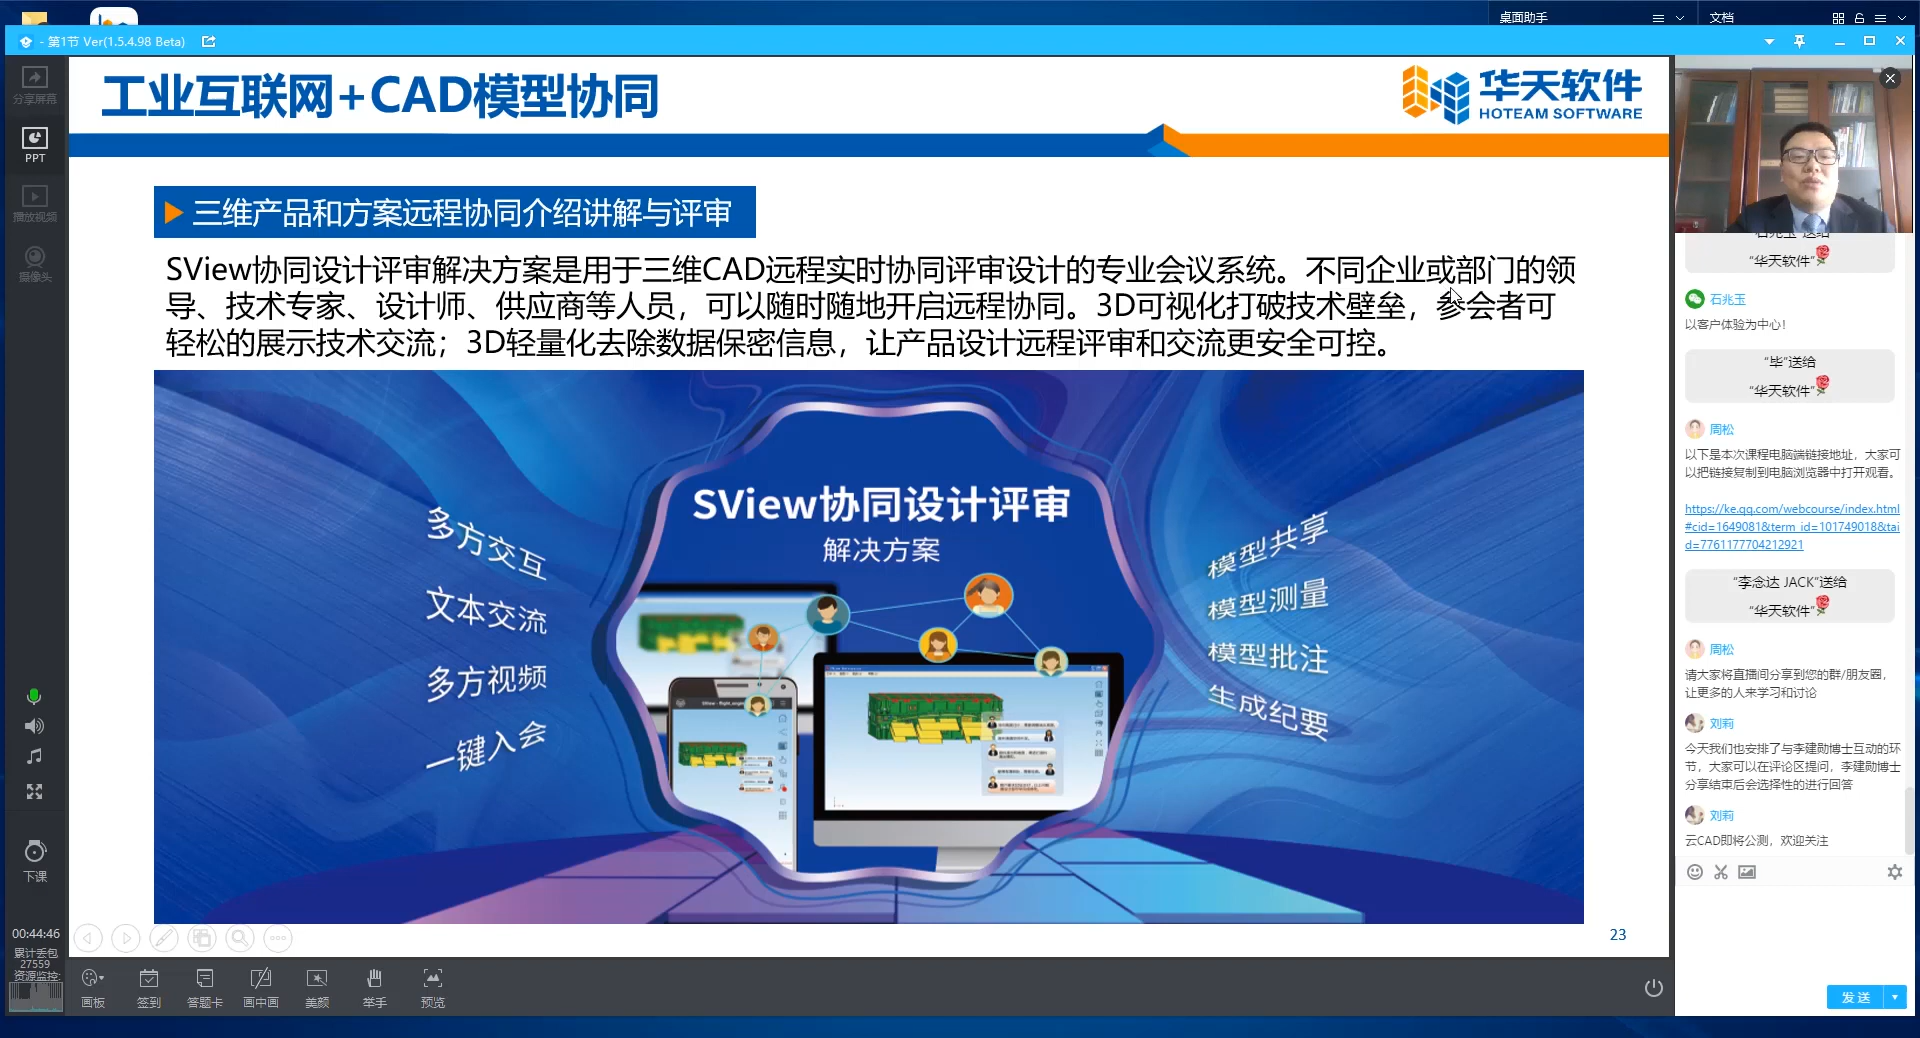 桌面助手
文档
- 第1节 Ver(1.5.4.98 Beta)
分享屏幕
PPT
播放视频
摄像头
下课
00:44:46
累计丢包
27559
资源监控:
工业互联网+CAD模型协同
华天软件
HOTEAM SOFTWARE
三维产品和方案远程协同介绍讲解与评审
SView协同设计评审解决方案是用于三维CAD远程实时协同评审设计的专业会议系统。不同企业或部门的领
导、技术专家、设计师、供应商等人员，可以随时随地开启远程协同。3D可视化打破技术壁垒，参会者可
轻松的展示技术交流；3D轻量化去除数据保密信息，让产品设计远程评审和交流更安全可控。
SView协同设计评审
解决方案
多方交互
文本交流
多方视频
一键入会
模型共享
模型测量
模型批注
生成纪要
23
画板
签到
答题卡
画中画
美颜
举手
预览
“华天软件”
石兆玉
以客户体验为中心！
“毕”送给
“华天软件”
周松
以下是本次课程电脑端链接地址，大家可
以把链接复制到电脑浏览器中打开观看。
https://ke.qq.com/webcourse/index.html
#cid=1649081&term_id=101749018&tai
d=7761177704212921
“李念达 JACK”送给
“华天软件”
周松
请大家将直播间分享到您的群/朋友圈，
让更多的人来学习和讨论
刘莉
今天我们也安排了与李建勋博士互动的环
节，大家可以在评论区提问，李建勋博士
分享结束后会选择性的进行回答
刘莉
云CAD即将公测，欢迎关注
发送